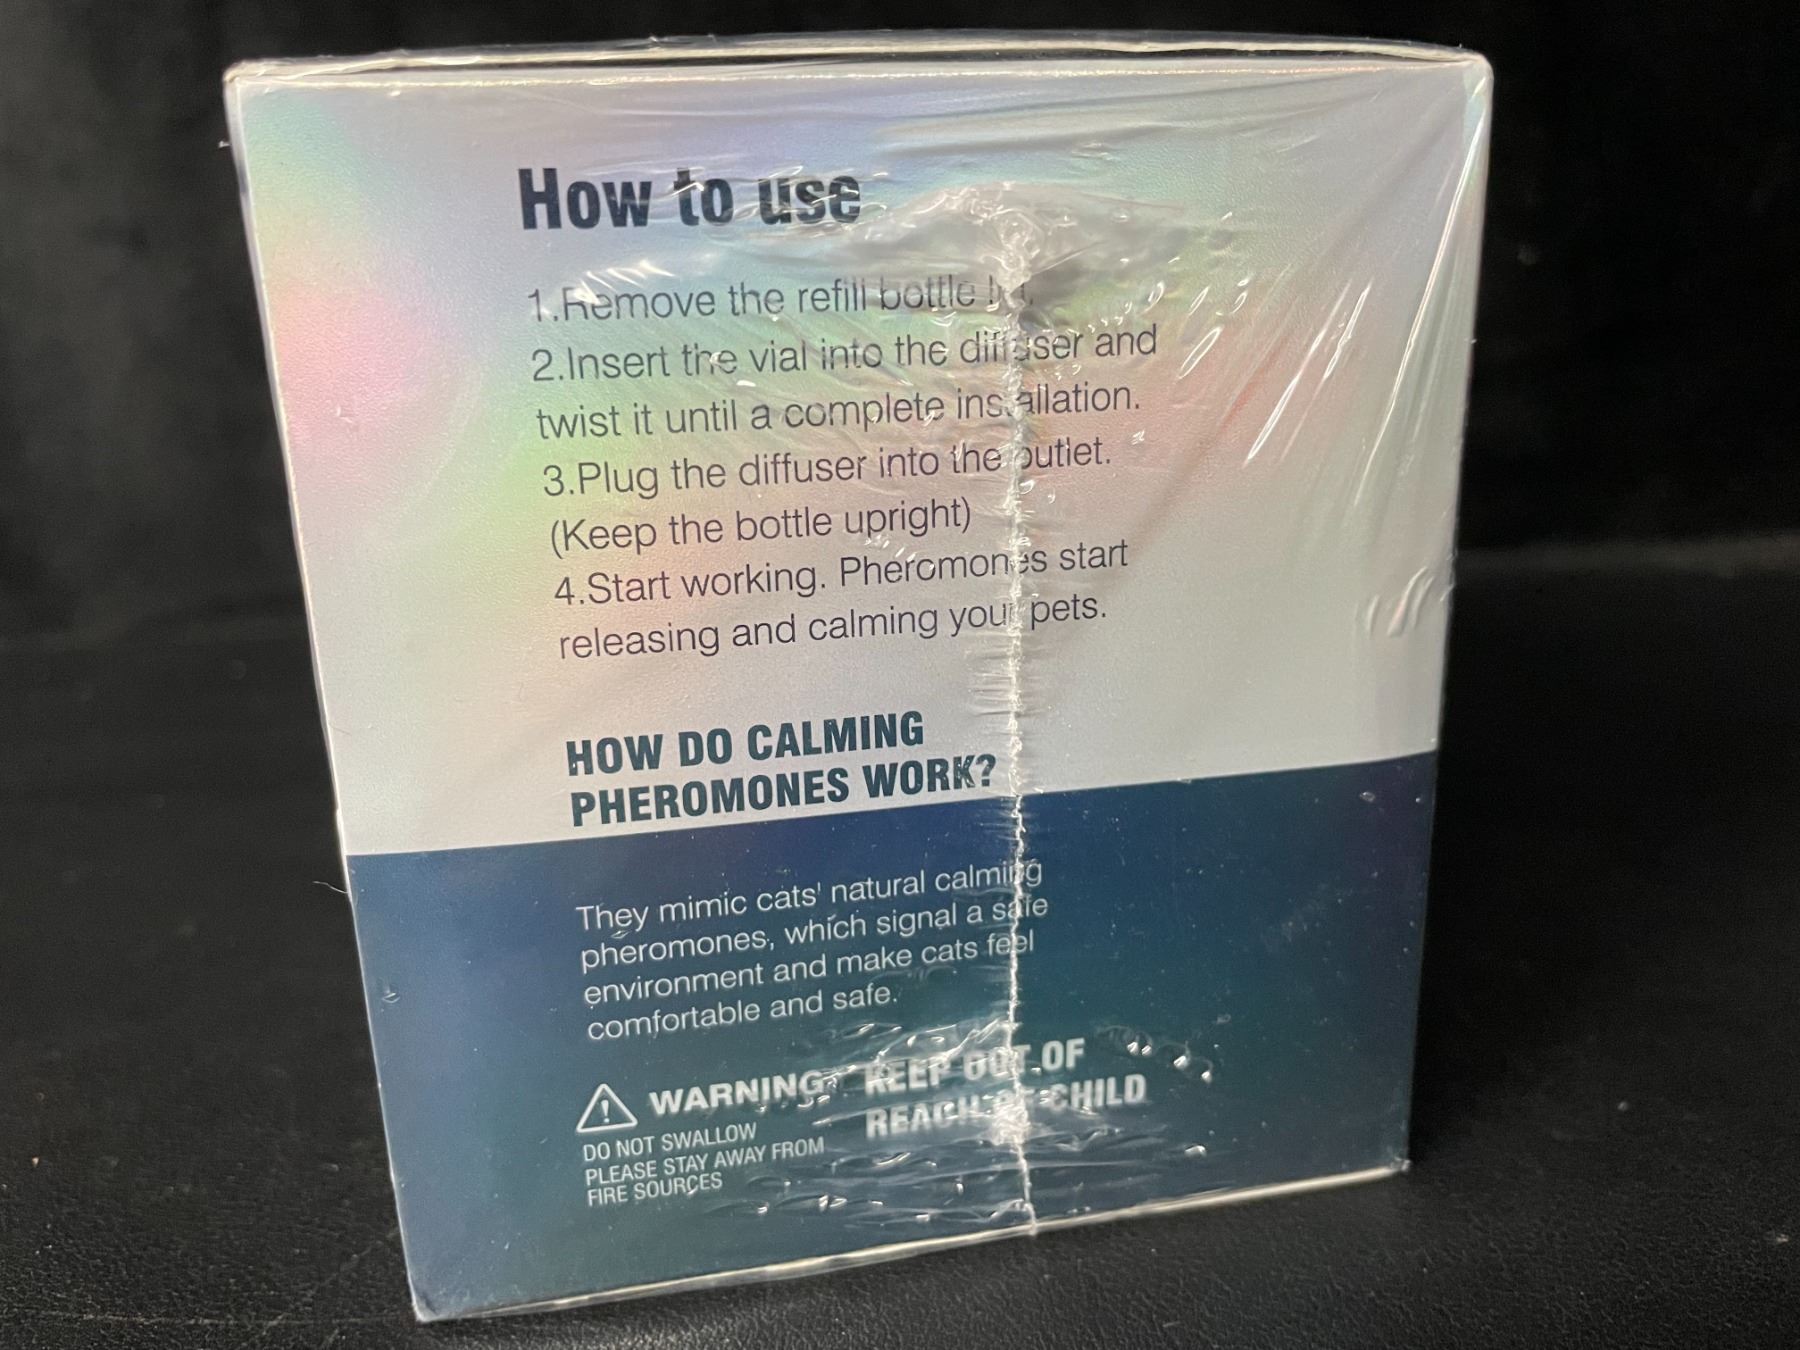 How to use
1.Remove the refill bottle
2.Insert the vial into the diffuser and
twist it until a complete installation.
3.Plug the diffuser into the outlet.
(Keep the bottle upright)
4.Start working. Pheromones start
releasing and calming your pets.
HOW DO CALMING
PHEROMONES WORK?
They mimic cats' natural calming
pheromones, which signal a safe
environment and make cats feel
comfortable and safe.
WARNING: KEEP OUT OF
REACH OF CHILD
DO NOT SWALLOW
PLEASE STAY AWAY FROM
FIRE SOURCES